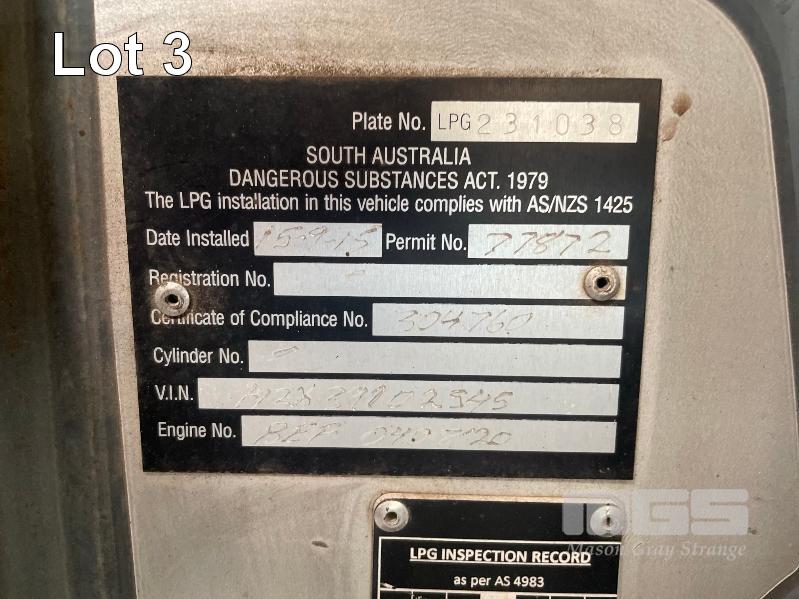 Lot 3
Plate No. LPG 231038
SOUTH AUSTRALIA
DANGEROUS SUBSTANCES ACT. 1979
The LPG installation in this vehicle complies with AS/NZS 1425
Date Installed 15-9-15 Permit No. 77872
Registration No. -
Certificate of Compliance No. 304760
Cylinder No. -
V.I.N.
Engine No.
MGS
Mason Gray Strange
LPG INSPECTION RECORD
as per AS 4983